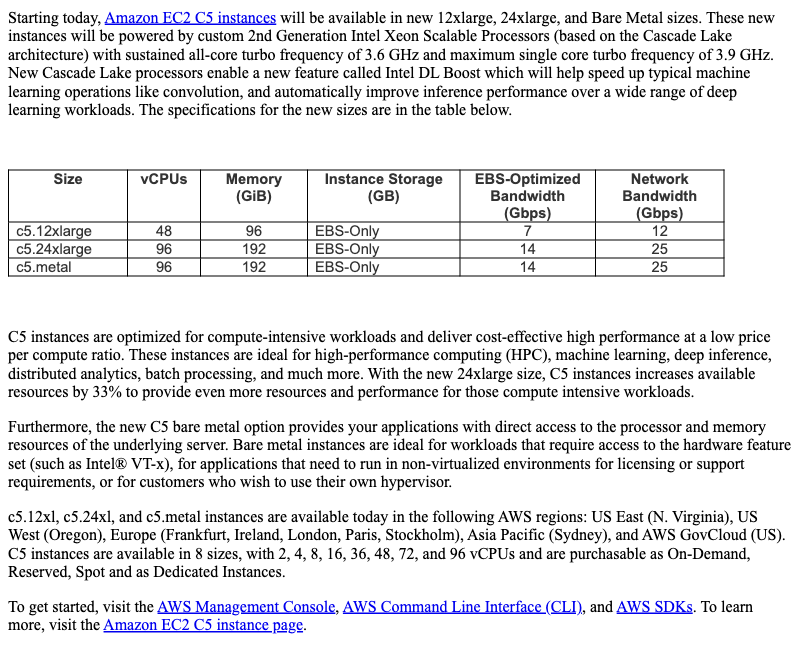 Starting today, Amazon EC2 C5 instances will be available in new 12xlarge, 24xlarge, and Bare Metal sizes. These new
instances will be powered by custom 2nd Generation Intel Xeon Scalable Processors (based on the Cascade Lake
architecture) with sustained all-core turbo frequency of 3.6 GHz and maximum single core turbo frequency of 3.9 GHz.
New Cascade Lake processors enable a new feature called Intel DL Boost which will help speed up typical machine
learning operations like convolution, and automatically improve inference performance over a wide range of deep
learning workloads. The specifications for the new sizes are in the table below.
Size vCPUs Memory Instance Storage EBS-Optimized Network
(GiB) (GB) Bandwidth Bandwidth
(Gbps) (Gbps)
c5.12xlarge 48 96 EBS-Only 7 12
c5.24xlarge 96 192 EBS-Only 14 25
c5.metal 96 192 EBS-Only 14 25
C5 instances are optimized for compute-intensive workloads and deliver cost-effective high performance at a low price
per compute ratio. These instances are ideal for high-performance computing (HPC), machine learning, deep inference,
distributed analytics, batch processing, and much more. With the new 24xlarge size, C5 instances increases available
resources by 33% to provide even more resources and performance for those compute intensive workloads.
Furthermore, the new C5 bare metal option provides your applications with direct access to the processor and memory
resources of the underlying server. Bare metal instances are ideal for workloads that require access to the hardware feature
set (such as Intel® VT-x), for applications that need to run in non-virtualized environments for licensing or support
requirements, or for customers who wish to use their own hypervisor.
c5.12xl, c5.24xl, and c5.metal instances are available today in the following AWS regions: US East (N. Virginia), US
West (Oregon), Europe (Frankfurt, Ireland, London, Paris, Stockholm), Asia Pacific (Sydney), and AWS GovCloud (US).
C5 instances are available in 8 sizes, with 2, 4, 8, 16, 36, 48, 72, and 96 vCPUs and are purchasable as On-Demand,
Reserved, Spot and as Dedicated Instances.
To get started, visit the AWS Management Console, AWS Command Line Interface (CLI), and AWS SDKs. To learn
more, visit the Amazon EC2 C5 instance page.